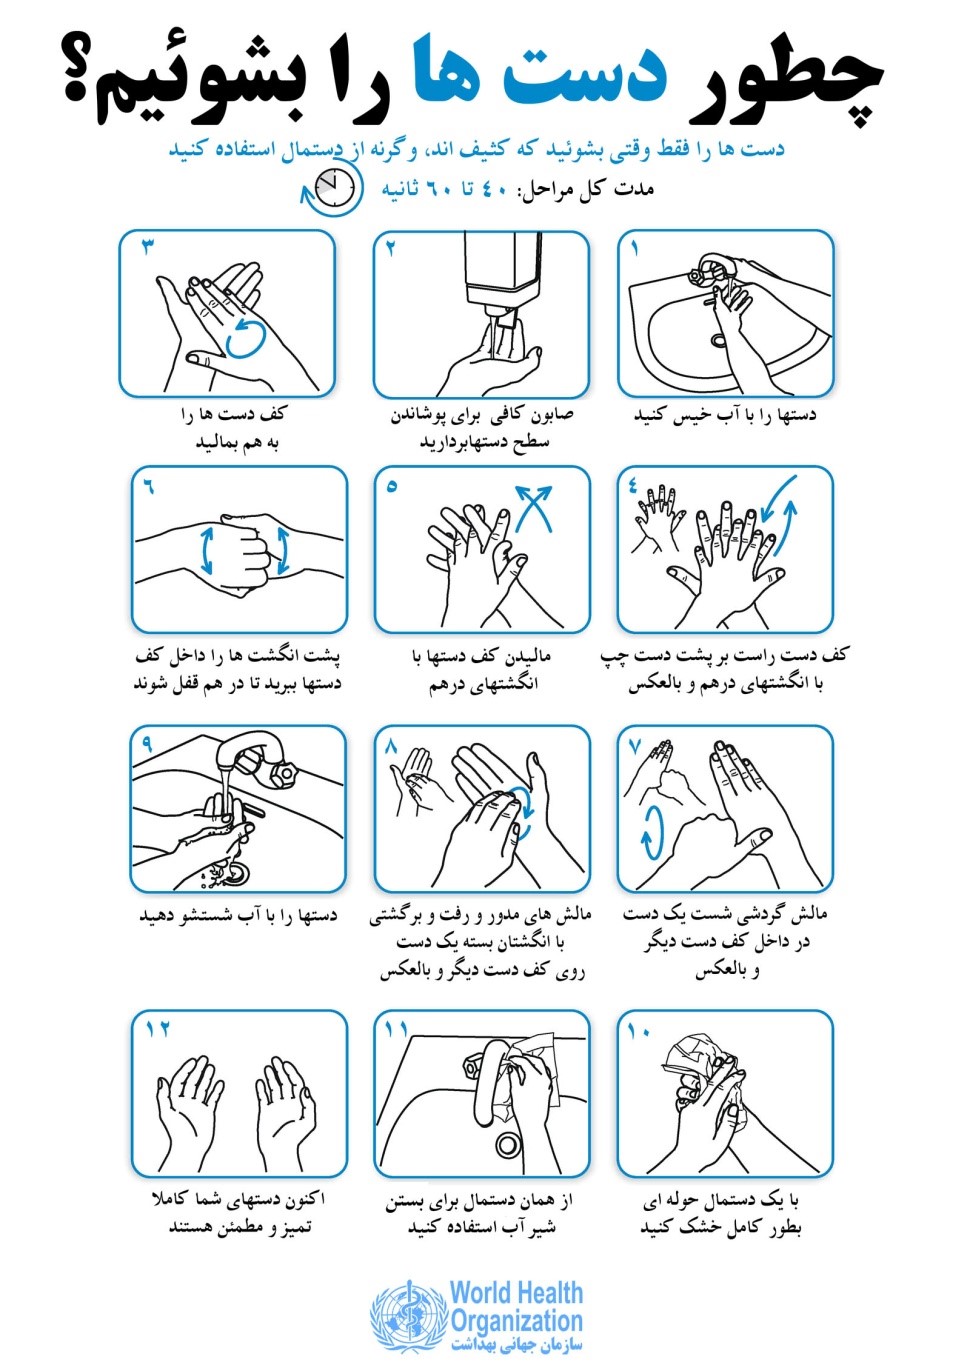 چطور دست ها را بشوئیم؟
دست ها را فقط وقتی بشوئید که کثیف اند، وگرنه از دستمال استفاده کنید
مدت کل مراحل: ۴۰ تا ۶۰ ثانیه
۱
دستها را با آب خیس کنید
۲
صابون کافی برای پوشاندن
سطح دستهابردارید
۳
کف دست ها را
به هم بمالید
۴
کف دست راست بر پشت دست چپ
با انگشتهای درهم و بالعکس
۵
مالیدن کف دستها با
انگشتهای درهم
۶
پشت انگشت ها را داخل کف
دستها ببرید تا در هم قفل شوند
۷
مالش گردشی شست یک دست
در داخل کف دست دیگر
و بالعکس
۸
مالش های مدور و رفت و برگشتی
با انگشتان بسته یک دست
روی کف دست دیگر و بالعکس
۹
دستها را با آب شستشو دهید
۱۰
با یک دستمال حوله ای
بطور کامل خشک کنید
۱۱
از همان دستمال برای بستن
شیر آب استفاده کنید
۱۲
اکنون دستهای شما کاملا
تمیز و مطمئن هستند
World Health
Organization
سازمان جهانی بهداشت